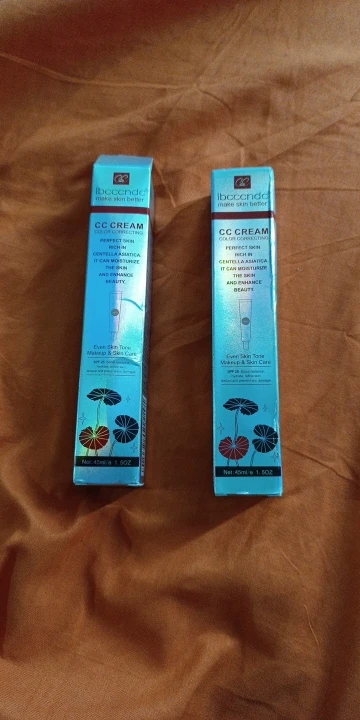 ibcccndc
make skin better
CC CREAM
COLOR CORRECTING
PERFECT SKIN
RICH IN
CENTELLA ASIATICA,
IT CAN MOISTURIZE
THE SKIN
AND ENHANCE
BEAUTY.
Even Skin Tone
Makeup & Skin Care
Net: 45ml/e 1.5OZ
ibcccndc
make skin better
CC CREAM
COLOR CORRECTING
PERFECT SKIN
RICH IN
CENTELLA ASIATICA,
IT CAN MOISTURIZE
THE SKIN
AND ENHANCE
BEAUTY.
Even Skin Tone
Makeup & Skin Care
Net: 45ml/e 1.5OZ